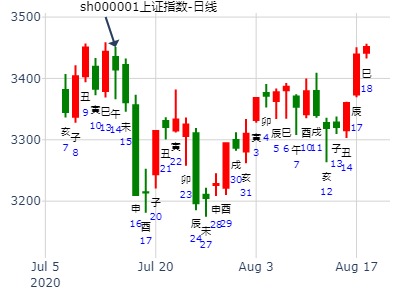 sh000001上证指数-日线
3500
3400
3300
3200
亥
7
子
8
丑
9
寅
10
巳
13
午
14
未
15
申
16
酉
17
子
20
丑
21
寅
22
卯
23
辰
24
未
27
申
28
酉
29
戌
30
亥
31
寅
3
卯
4
辰
5
巳
6
午
7
酉
10
戌
11
亥
12
子
13
丑
14
辰
17
巳
18
Jul 5
2020
Jul 20
Aug 3
Aug 17